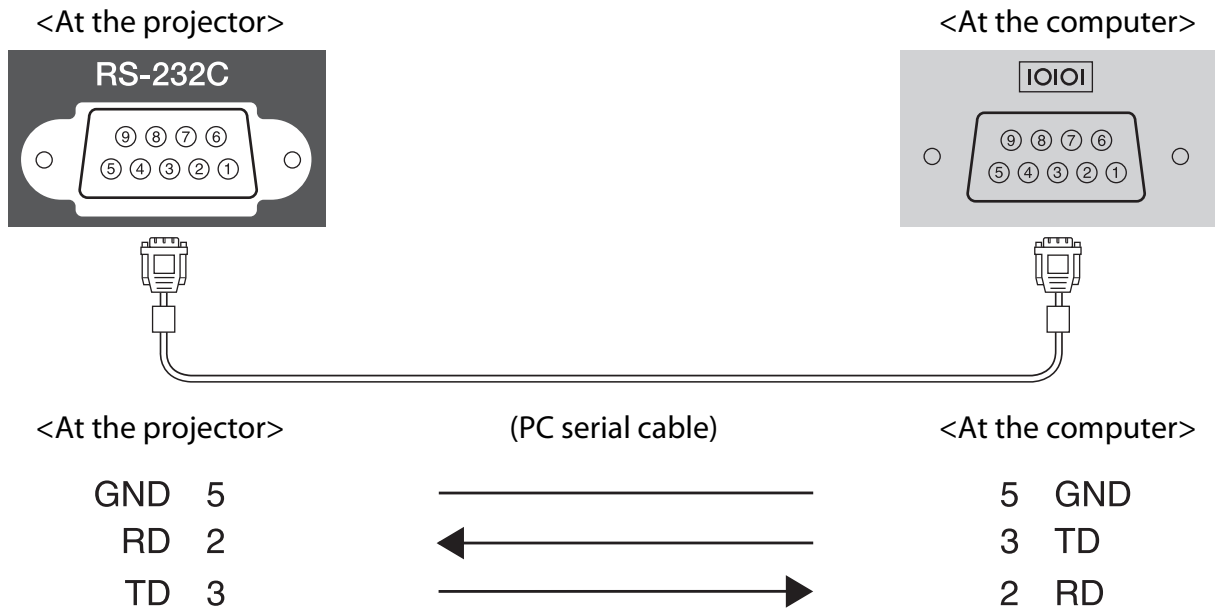 <At the projector> <At the computer>
RS-232C IOIOI
9 8 7 6 9 8 7 6
5 4 3 2 1 5 4 3 2 1
<At the projector> (PC serial cable) <At the computer>
GND 5 5 GND
RD 2 3 TD
TD 3 2 RD